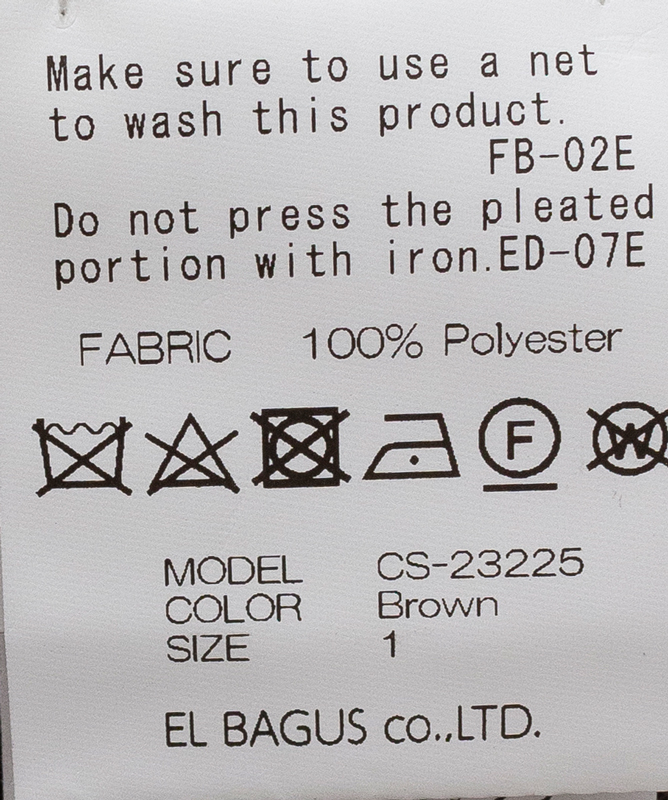 Make sure to use a net
to wash this product.
FB-02E
Do not press the pleated
portion with iron.ED-07E
FABRIC 100% Polyester
F W
MODEL CS-23225
COLOR Brown
SIZE 1
EL BAGUS co.,LTD.